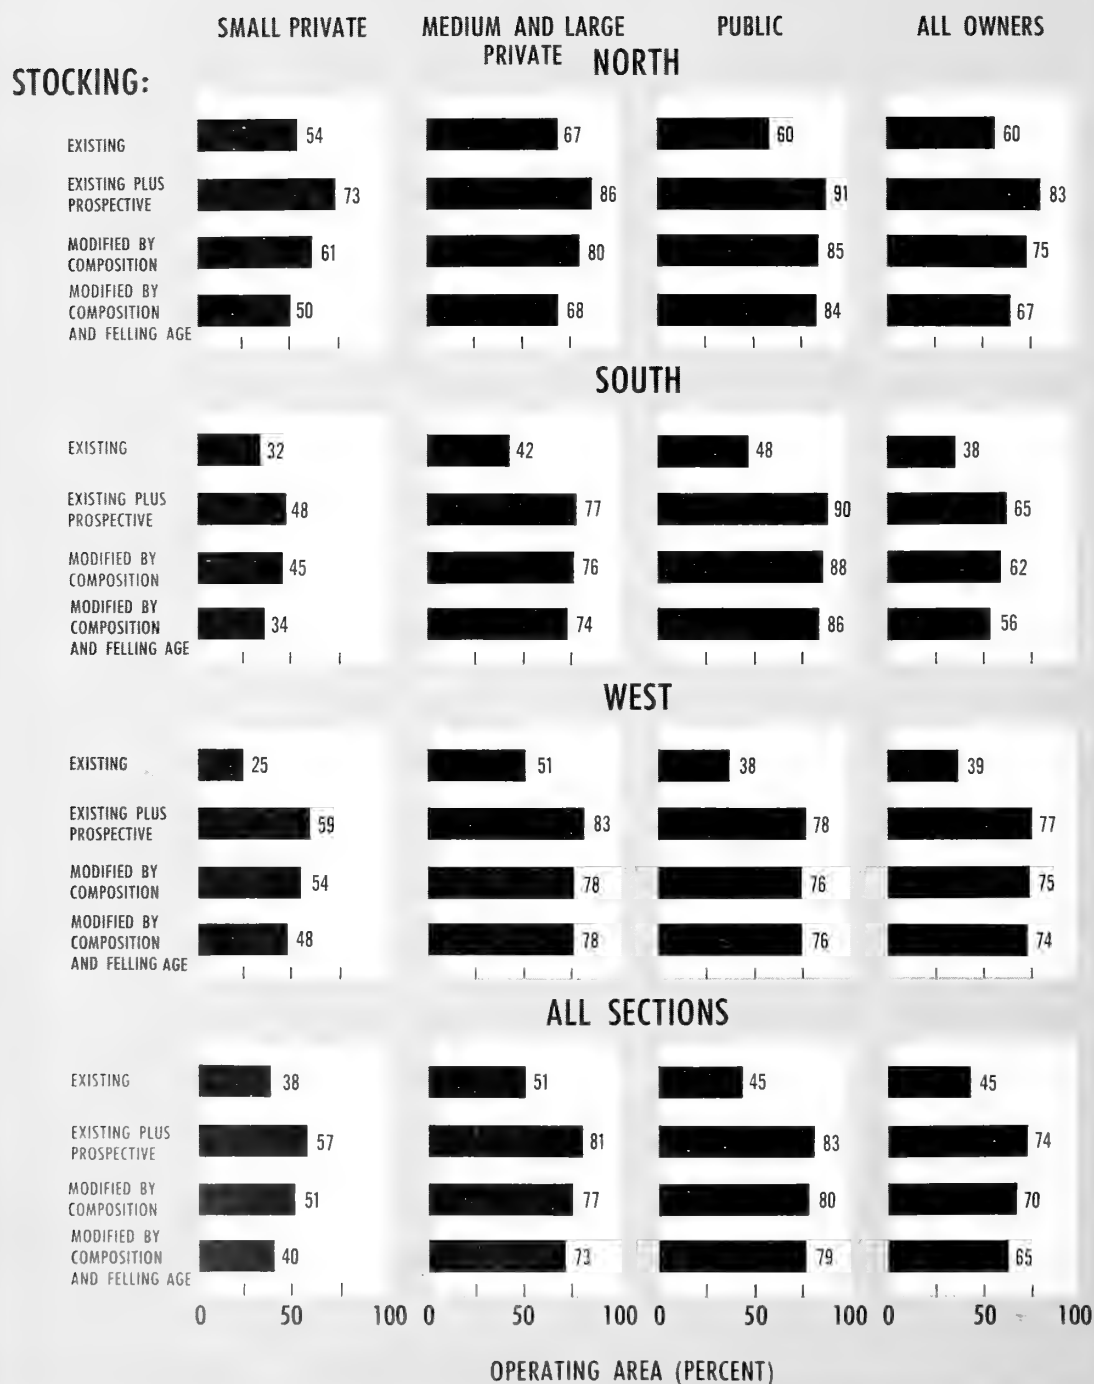 SMALL PRIVATE MEDIUM AND LARGE PRIVATE PUBLIC ALL OWNERS
NORTH
STOCKING:
EXISTING 54 67 60 60
EXISTING PLUS PROSPECTIVE 73 86 91 83
MODIFIED BY COMPOSITION 61 80 85 75
MODIFIED BY COMPOSITION AND FELLING AGE 50 68 84 67
SOUTH
EXISTING 32 42 48 38
EXISTING PLUS PROSPECTIVE 48 77 90 65
MODIFIED BY COMPOSITION 45 76 88 62
MODIFIED BY COMPOSITION AND FELLING AGE 34 74 86 56
WEST
EXISTING 25 51 38 39
EXISTING PLUS PROSPECTIVE 59 83 78 77
MODIFIED BY COMPOSITION 54 78 76 75
MODIFIED BY COMPOSITION AND FELLING AGE 48 78 76 74
ALL SECTIONS
EXISTING 38 51 45 45
EXISTING PLUS PROSPECTIVE 57 81 83 74
MODIFIED BY COMPOSITION 51 77 80 70
MODIFIED BY COMPOSITION AND FELLING AGE 40 73 79 65
0 50 100 0 50 100 0 50 100 0 50 100
OPERATING AREA (PERCENT)